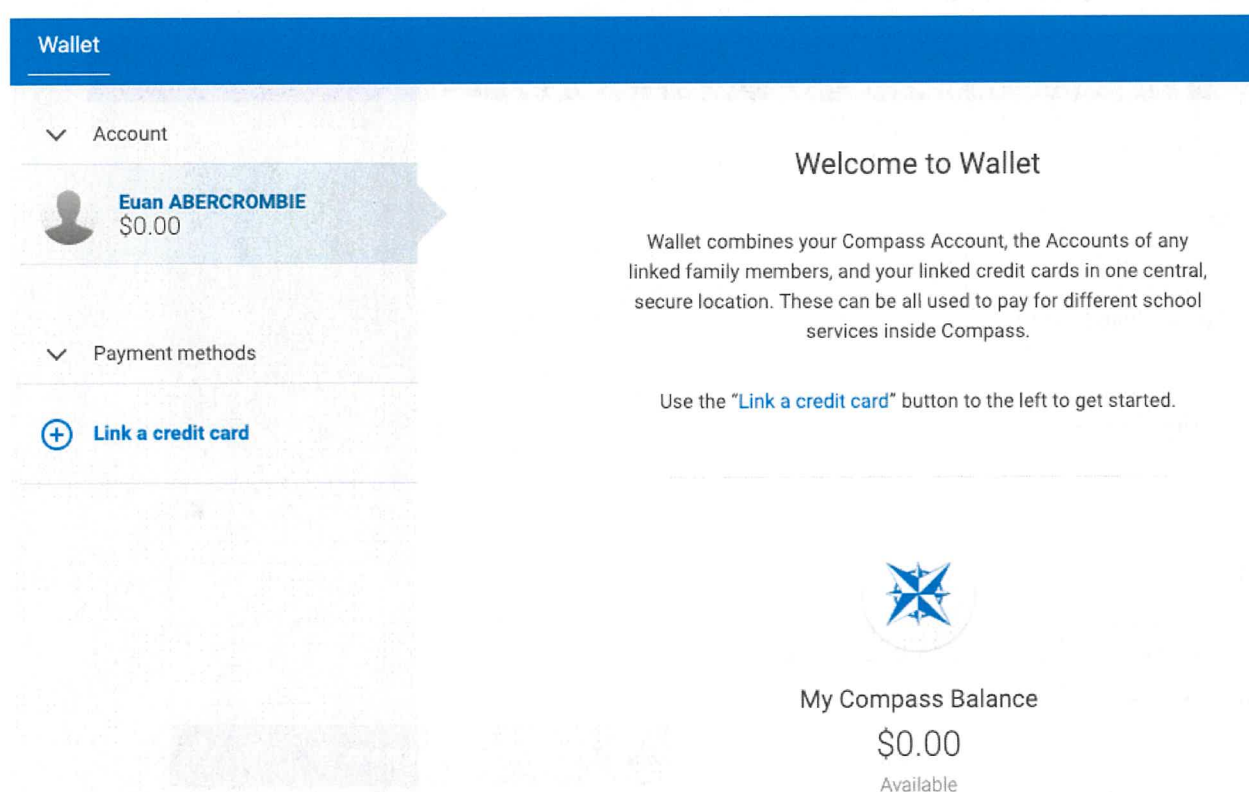 Wallet
Account
Euan ABERCROMBIE
$0.00
Payment methods
Link a credit card
Welcome to Wallet
Wallet combines your Compass Account, the Accounts of any
linked family members, and your linked credit cards in one central,
secure location. These can be all used to pay for different school
services inside Compass.
Use the “Link a credit card” button to the left to get started.
My Compass Balance
$0.00
Available